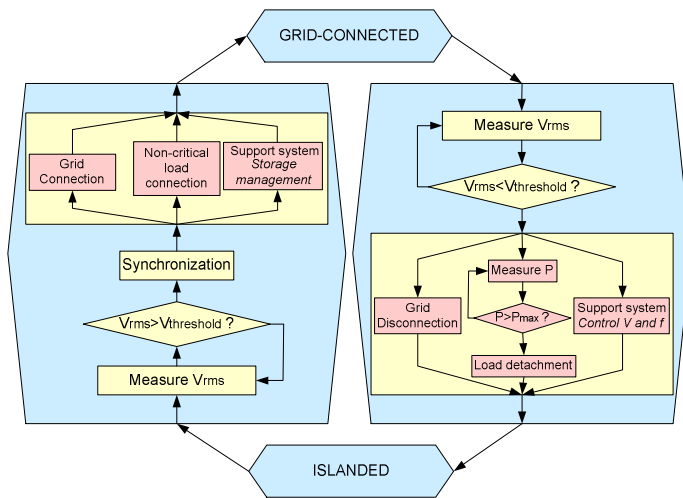 GRID-CONNECTED
Grid
Connection
Non-critical
load
connection
Support system
Storage
management
Synchronization
Vrms>Vthreshold ?
Measure Vrms
Measure Vrms
Vrms<Vthreshold ?
Measure P
Grid
Disconnection
P>Pmax ?
Support system
Control V and f
Load detachment
ISLANDED